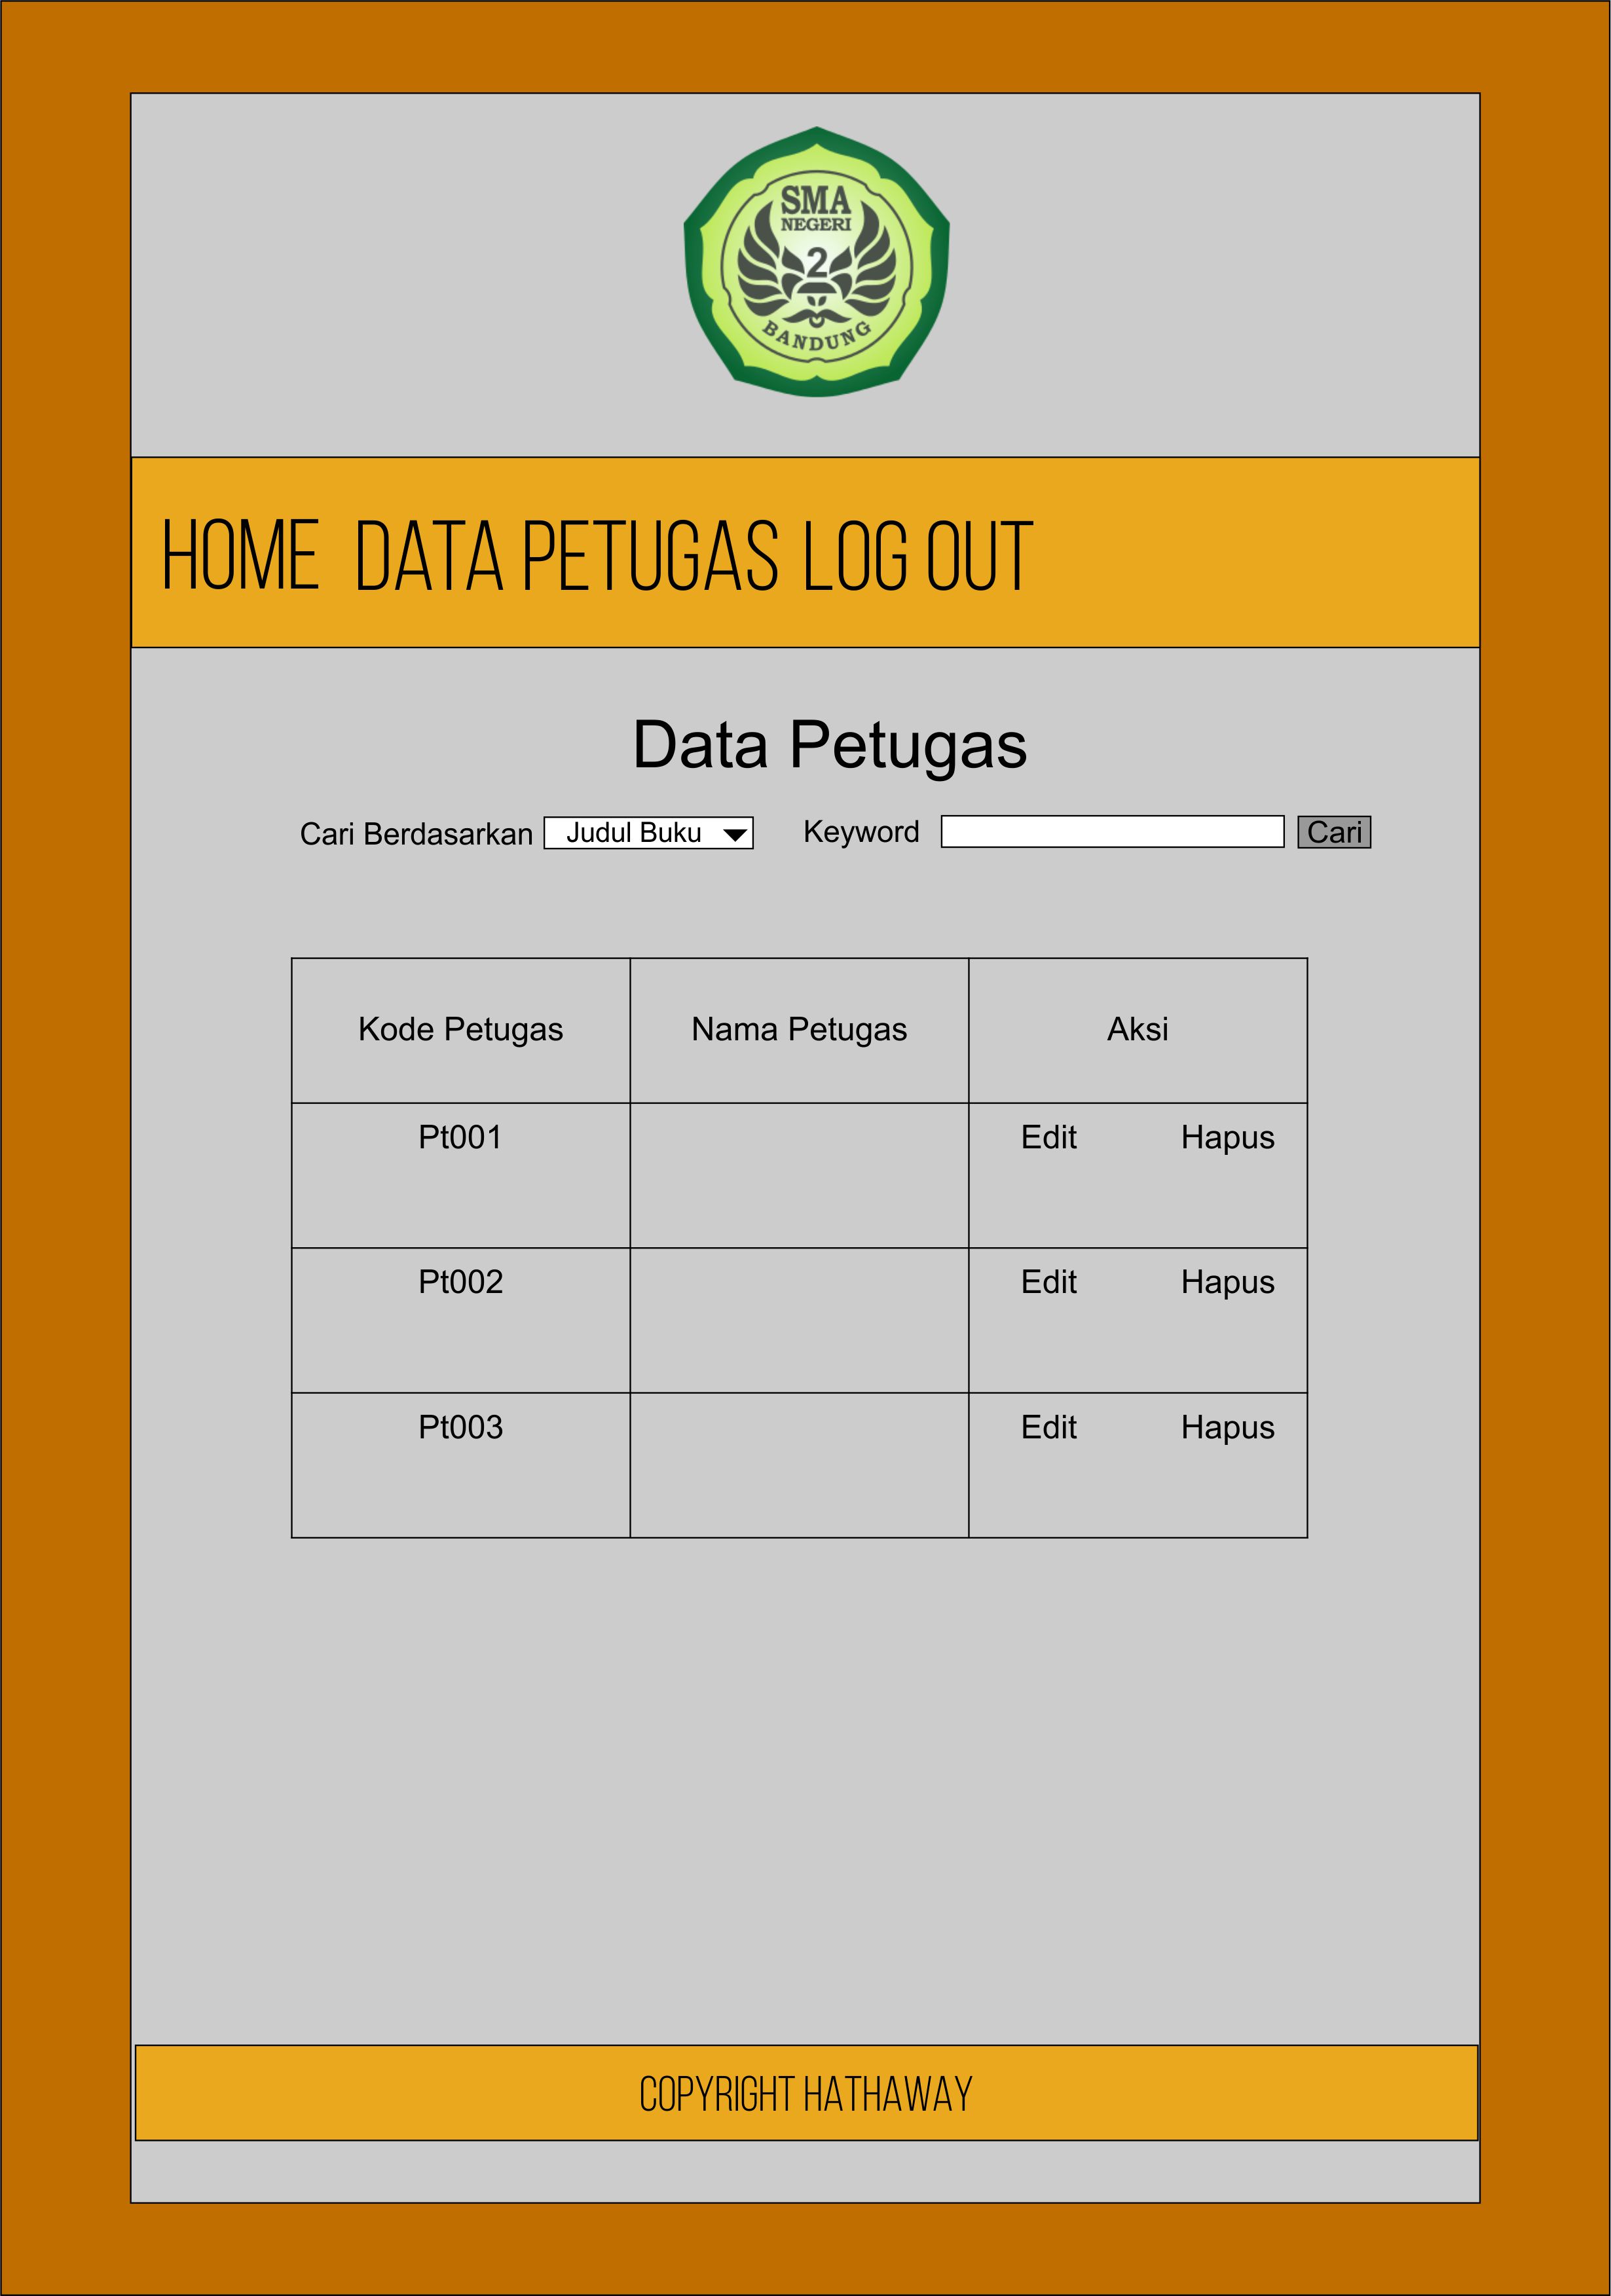 SMA
NEGERI
2
BANDUNG
HOME DATA PETUGAS LOG OUT
Data Petugas
Cari Berdasarkan Judul Buku Keyword Cari
Kode Petugas Nama Petugas Aksi
Pt001 Edit Hapus
Pt002 Edit Hapus
Pt003 Edit Hapus
COPYRIGHT HATHAWAY